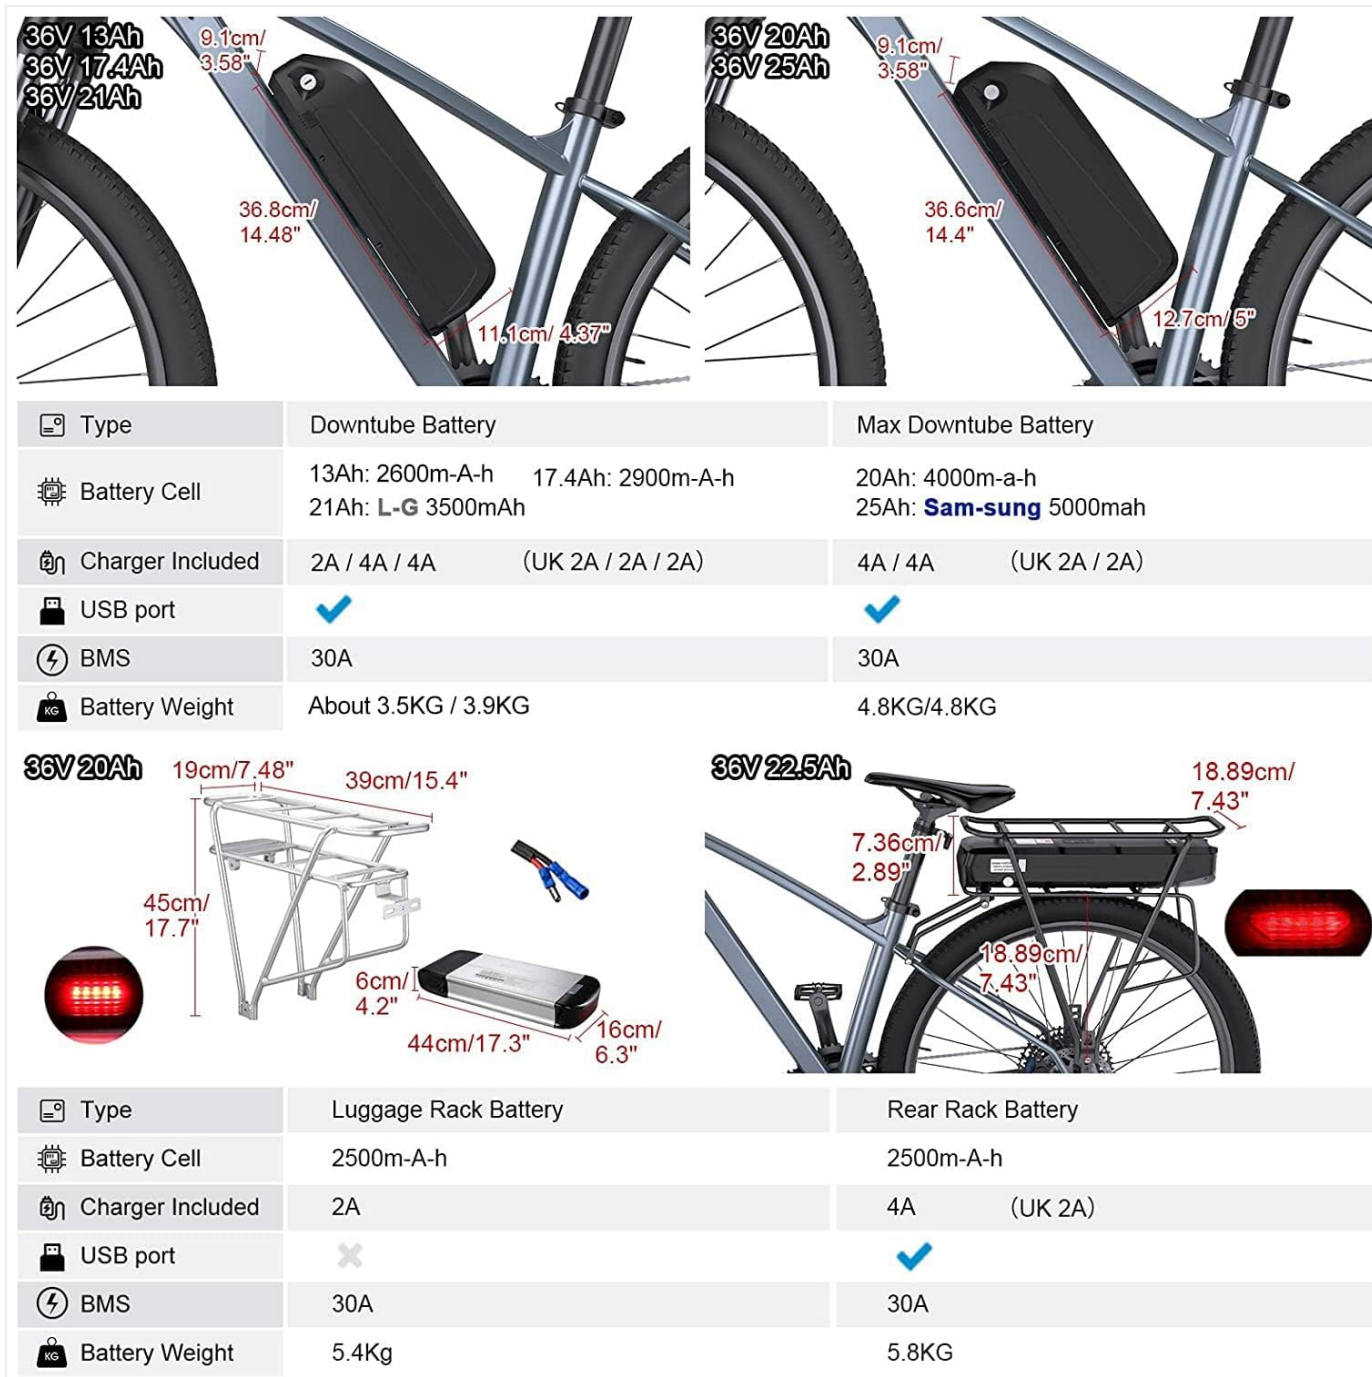 36V 13Ah
36V 17.4Ah
36V 21Ah
9.1cm/
3.58"
36.8cm/
14.48"
11.1cm/ 4.37"
36V 20Ah
36V 25Ah
9.1cm/
3.58"
36.6cm/
14.4"
12.7cm/ 5"
Type Downtube Battery Max Downtube Battery
Battery Cell
13Ah: 2600m-A-h 17.4Ah: 2900m-A-h
21Ah: L-G 3500mAh
20Ah: 4000m-a-h
25Ah: Sam-sung 5000mah
Charger Included 2A / 4A / 4A （UK 2A / 2A / 2A） 4A / 4A （UK 2A / 2A）
USB port
BMS 30A 30A
KG Battery Weight About 3.5KG / 3.9KG 4.8KG/4.8KG
36V 20Ah
19cm/7.48"
39cm/15.4"
45cm/
17.7"
6cm/
4.2"
44cm/17.3"
16cm/
6.3"
36V 22.5Ah
18.89cm/
7.43"
7.36cm/
2.89"
18.89cm/
7.43"
Type Luggage Rack Battery Rear Rack Battery
Battery Cell 2500m-A-h 2500m-A-h
Charger Included 2A 4A （UK 2A）
USB port
BMS 30A 30A
KG Battery Weight 5.4Kg 5.8KG